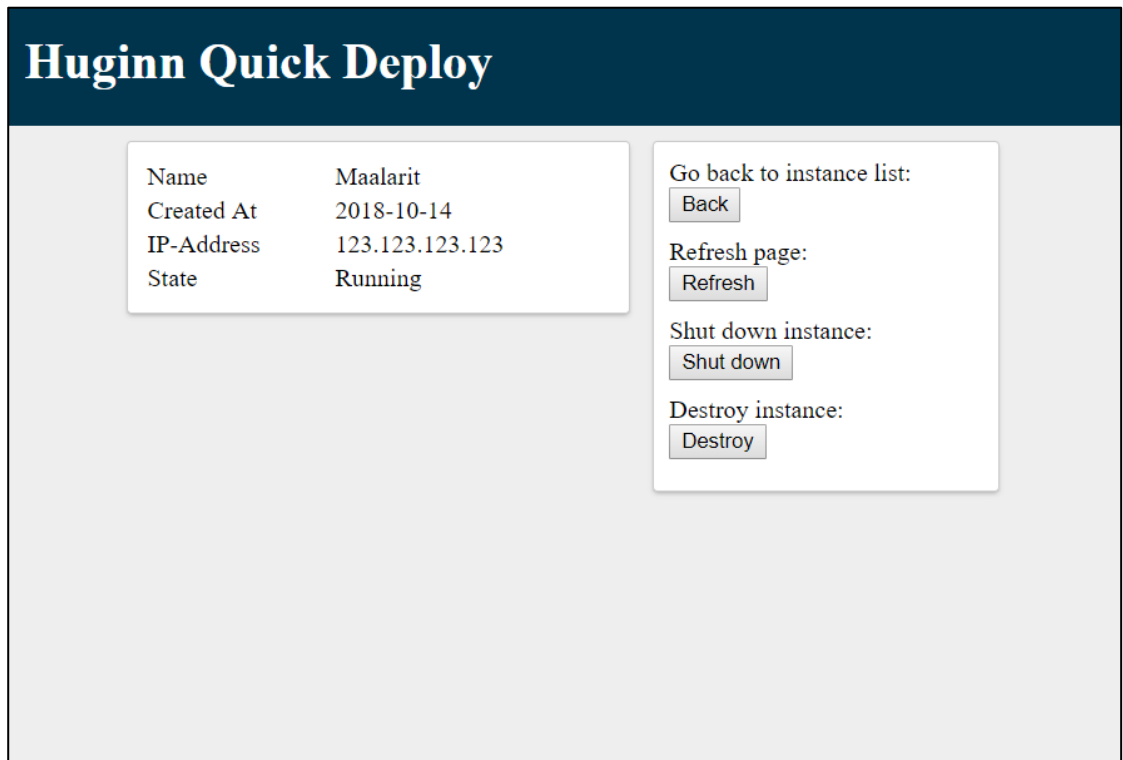 Huginn Quick Deploy
Name Maalarit
Created At 2018-10-14
IP-Address 123.123.123.123
State Running
Go back to instance list:
Back
Refresh page:
Refresh
Shut down instance:
Shut down
Destroy instance:
Destroy